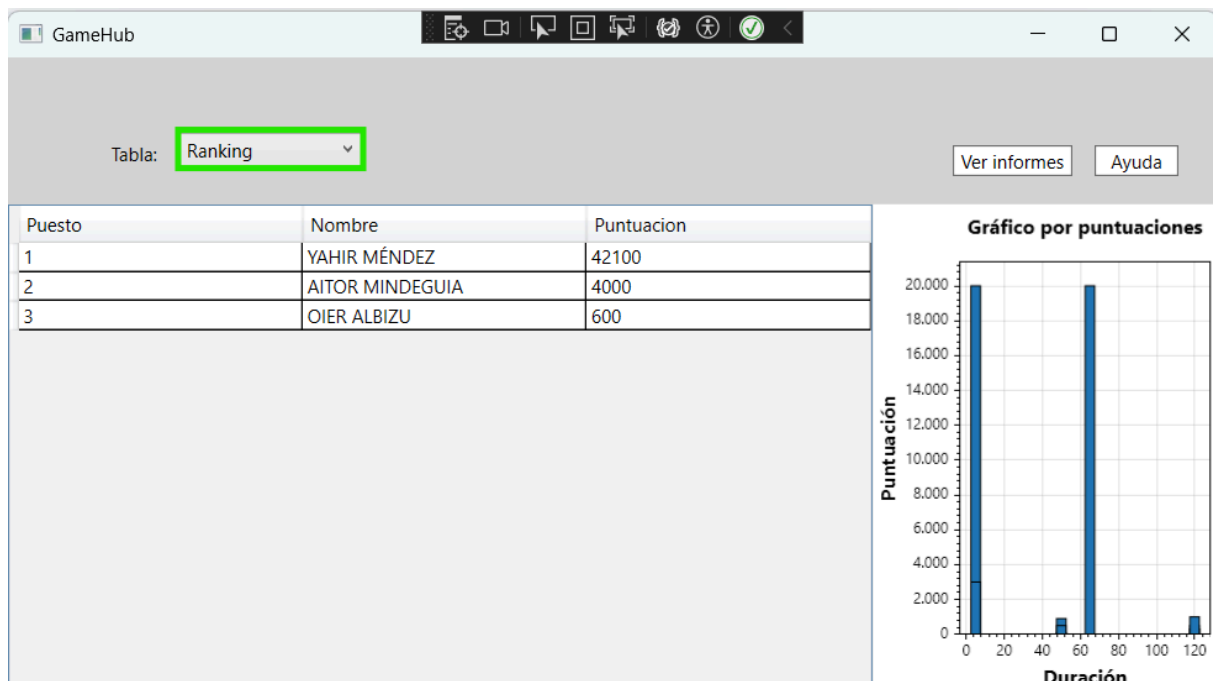 GameHub
Tabla: Ranking
Ver informes Ayuda
Puesto Nombre Puntuacion
1 YAHIR MÉNDEZ 42100
2 AITOR MINDEGUIA 4000
3 OIER ALBIZU 600
Gráfico por puntuaciones
Puntuación
20.000
18.000
16.000
14.000
12.000
10.000
8.000
6.000
4.000
2.000
0
0 20 40 60 80 100 120
Duración